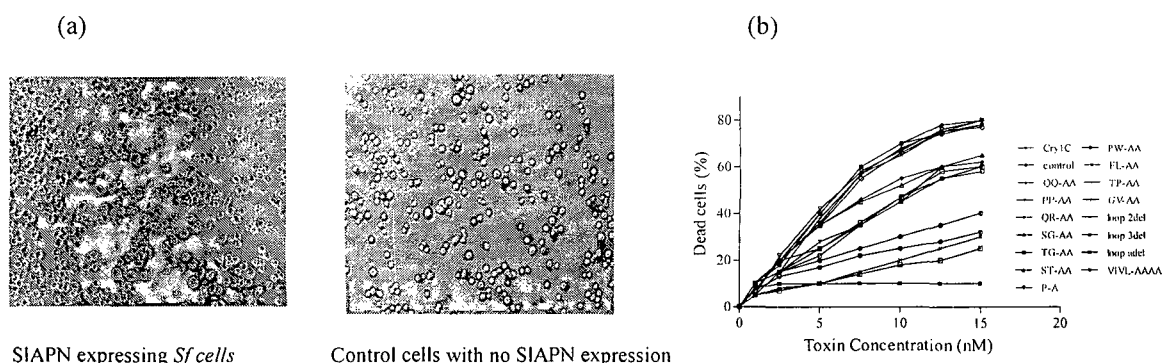 (a)
(b)
SlAPN expressing Sf cells
Control cells with no SlAPN expression
Dead cells (%)
80
60
40
20
0
0
5
10
15
20
Toxin Concentration (nM)
Cry1C
control
QQ-AA
PP-AA
QR-AA
SG-AA
TG-AA
ST-AA
P-A
PW-AA
FL-AA
TP-AA
GV-AA
loop 2del
loop 3del
loop αdel
VIVL-AAAA